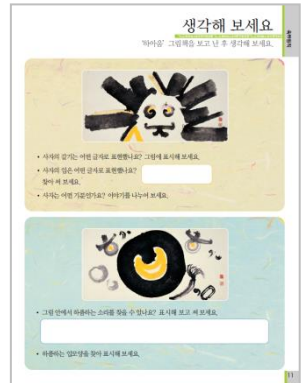 생각해 보세요
'하아음' 그림책을 보고 난 후 생각해 보세요.
• 사자의 갈기는 어떤 글자로 표현했나요? 그림에 표시해 보세요.
• 사자의 입은 어떤 글자로 표현했나요?
찾아 써 보세요.
• 사자는 어떤 기분인가요? 이야기를 나누어 보세요.
• 그림 안에서 하품하는 소리를 찾을 수 있나요? 표시해 보고 써 보세요.
• 하품하는 입모양을 찾아 표시해 보세요.
11